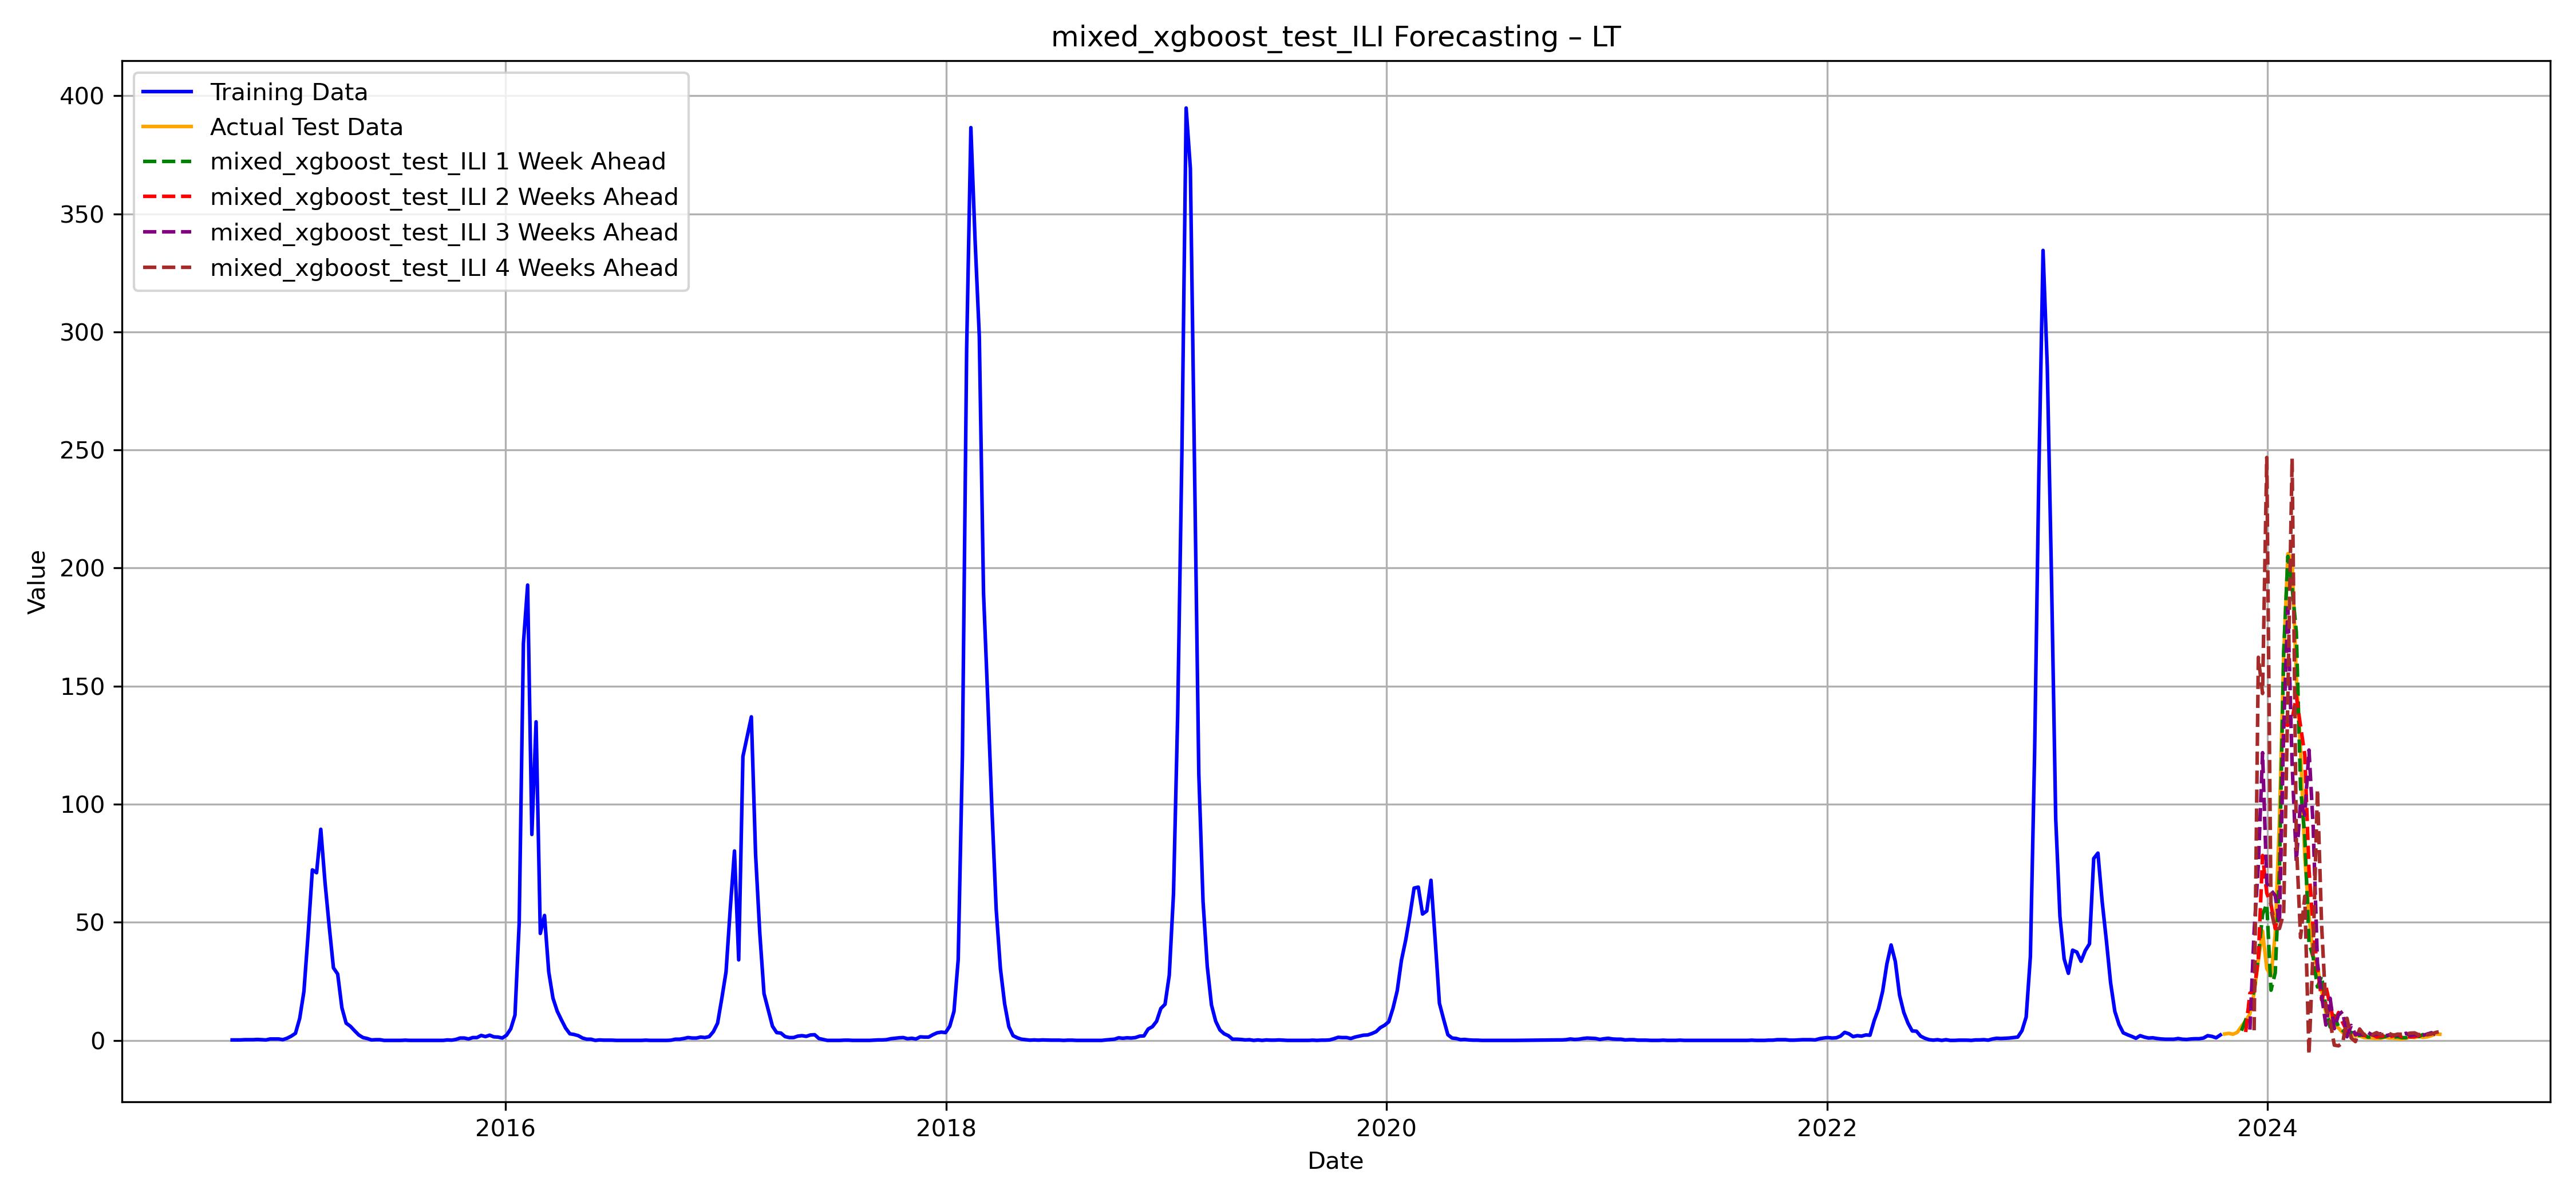 mixed_xgboost_test_ILI Forecasting – LT
Training Data
Actual Test Data
mixed_xgboost_test_ILI 1 Week Ahead
mixed_xgboost_test_ILI 2 Weeks Ahead
mixed_xgboost_test_ILI 3 Weeks Ahead
mixed_xgboost_test_ILI 4 Weeks Ahead
Value
400
350
300
250
200
150
100
50
0
2016 2018 2020 2022 2024
Date